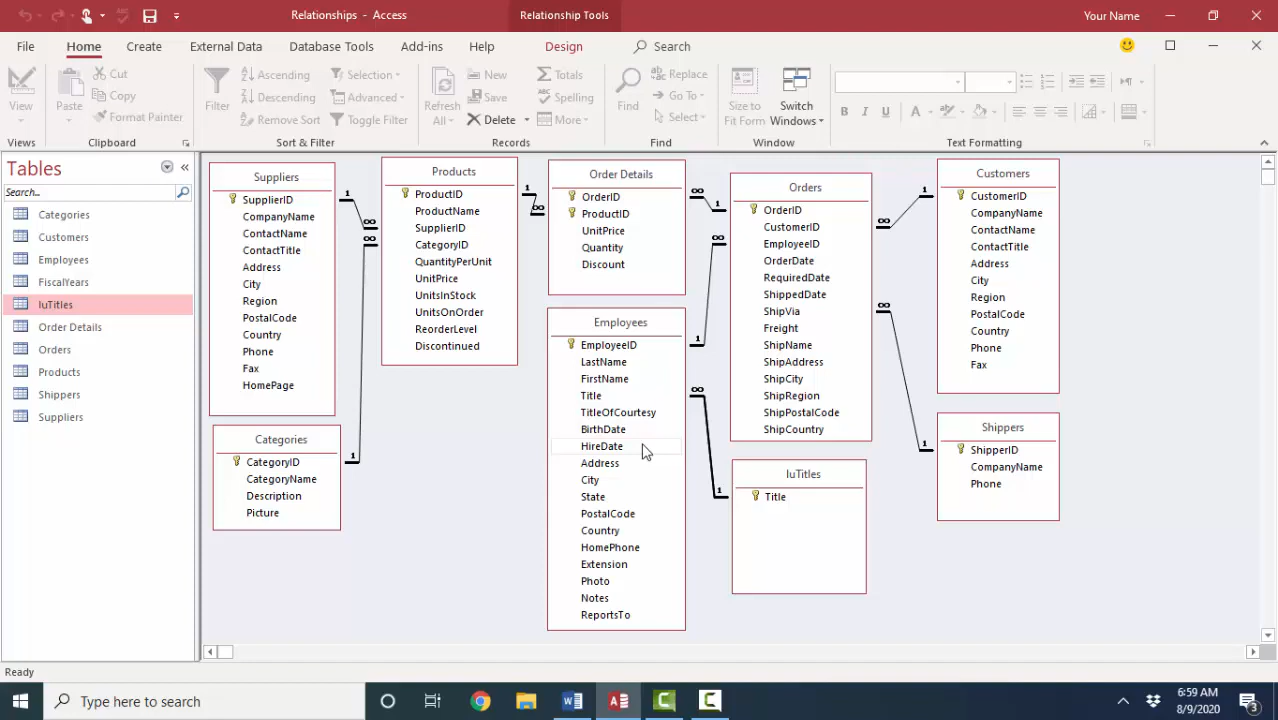 Relationships - Access
Relationship Tools
Your Name
File
Home
Create
External Data
Database Tools
Add-ins
Help
Design
Search
View
Views
Paste
Cut
Copy
Format Painter
Clipboard
Filter
Ascending
Descending
Remove Sort
Selection
Advanced
Toggle Filter
Sort & Filter
Refresh All
New
Save
Delete
Totals
Spelling
More
Records
Find
Replace
Go To
Select
Find
Size to Fit Form
Switch Windows
Window
B I U A
Text Formatting
Tables
Search...
Categories
Customers
Employees
FiscalYears
luTitles
Order Details
Orders
Products
Shippers
Suppliers
Suppliers
SupplierID
CompanyName
ContactName
ContactTitle
Address
City
Region
PostalCode
Country
Phone
Fax
HomePage
1
∞
∞
1
Categories
CategoryID
CategoryName
Description
Picture
Products
ProductID
ProductName
SupplierID
CategoryID
QuantityPerUnit
UnitPrice
UnitsInStock
UnitsOnOrder
ReorderLevel
Discontinued
1
∞
Order Details
OrderID
ProductID
UnitPrice
Quantity
Discount
∞
1
∞
1
Employees
EmployeeID
LastName
FirstName
Title
TitleOfCourtesy
BirthDate
HireDate
Address
City
State
PostalCode
Country
HomePhone
Extension
Photo
Notes
ReportsTo
∞
1
Orders
OrderID
CustomerID
EmployeeID
OrderDate
RequiredDate
ShippedDate
ShipVia
Freight
ShipName
ShipAddress
ShipCity
ShipRegion
ShipPostalCode
ShipCountry
luTitles
Title
∞
1
∞
1
Customers
CustomerID
CompanyName
ContactName
ContactTitle
Address
City
Region
PostalCode
Country
Phone
Fax
Shippers
ShipperID
CompanyName
Phone
Ready
Type here to search
6:59 AM
8/9/2020
3